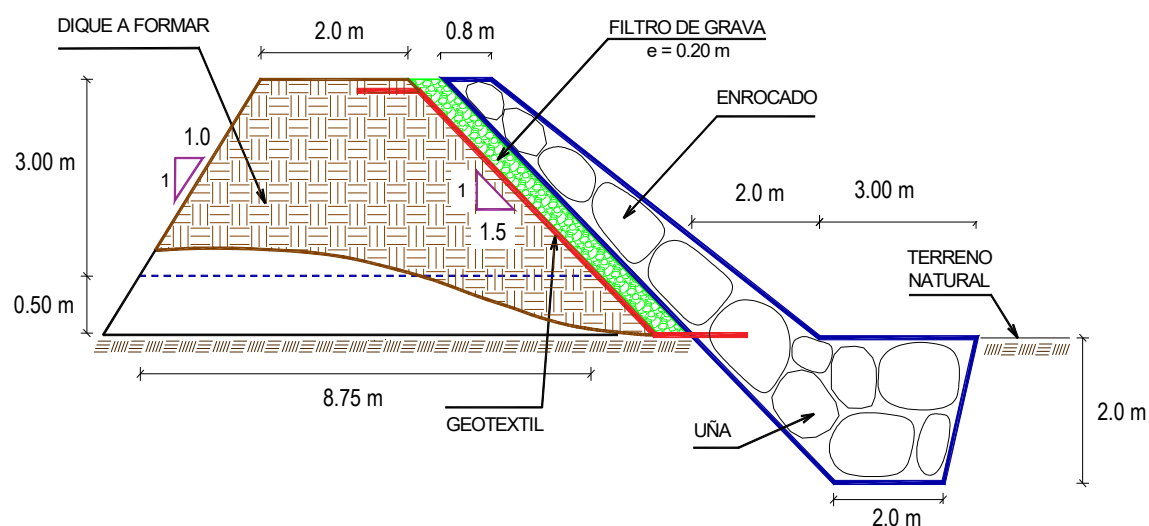 DIQUE A FORMAR
2.0 m
0.8 m
FILTRO DE GRAVA
e = 0.20 m
ENROCADO
3.00 m
1.0
1
1
1.5
2.0 m
3.00 m
TERRENO
NATURAL
0.50 m
8.75 m
GEOTEXTIL
UÑA
2.0 m
2.0 m